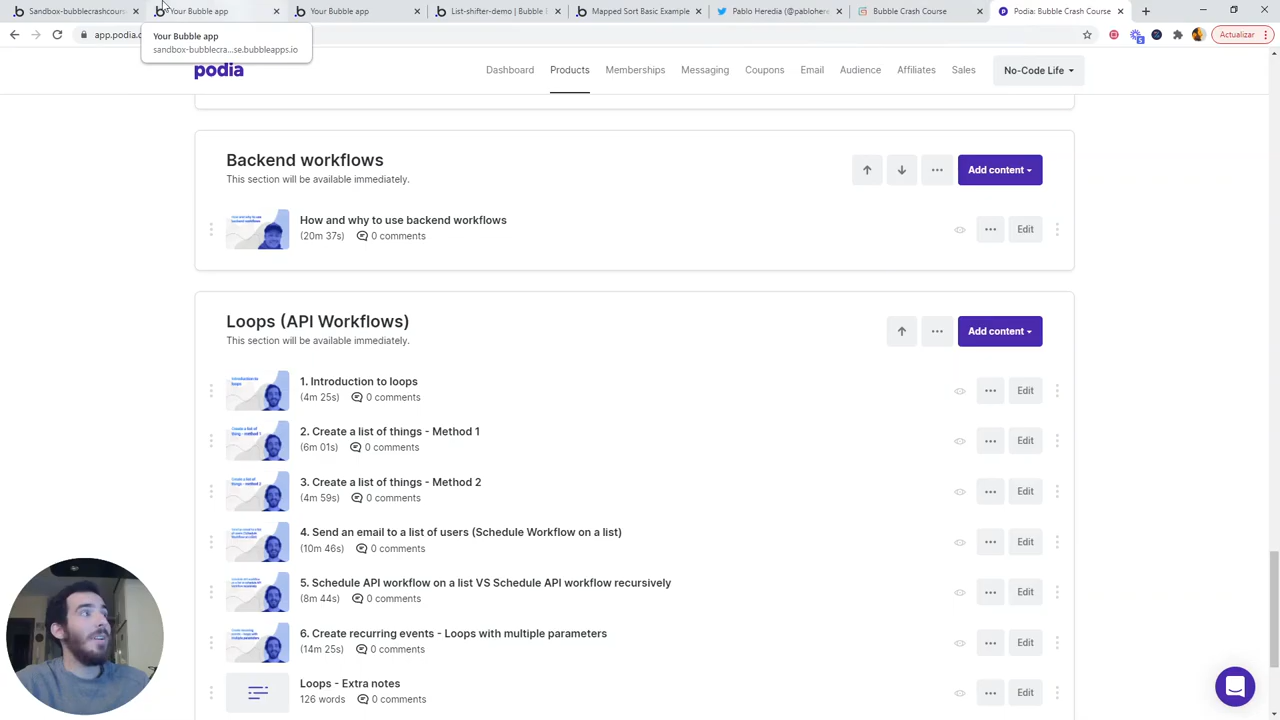 Sandbox-bubblecrashcours
Your Bubble app
Your Bubble app
List-shifter-demo | Bubble
Mapped Sort Basic Example
Pablo Heredia (@pablohere
Bubble Crash Course
Podia: Bubble Crash Course
app.podia.c
Actualizar
Your Bubble app
sandbox-bubblecra...se.bubbleapps.io
podia
Dashboard
Products
Memberships
Messaging
Coupons
Email
Audience
Affiliates
Sales
No-Code Life
Backend workflows
This section will be available immediately.
Add content
How and why to use backend workflows
(20m 37s) 0 comments
Edit
Loops (API Workflows)
This section will be available immediately.
Add content
1. Introduction to loops
(4m 25s) 0 comments
Edit
2. Create a list of things - Method 1
(6m 01s) 0 comments
Edit
3. Create a list of things - Method 2
(4m 59s) 0 comments
Edit
4. Send an email to a list of users (Schedule Workflow on a list)
(10m 46s) 0 comments
Edit
5. Schedule API workflow on a list VS Schedule API workflow recursively
(8m 44s) 0 comments
Edit
6. Create recurring events - Loops with multiple parameters
(14m 25s) 0 comments
Edit
Loops - Extra notes
126 words 0 comments
Edit